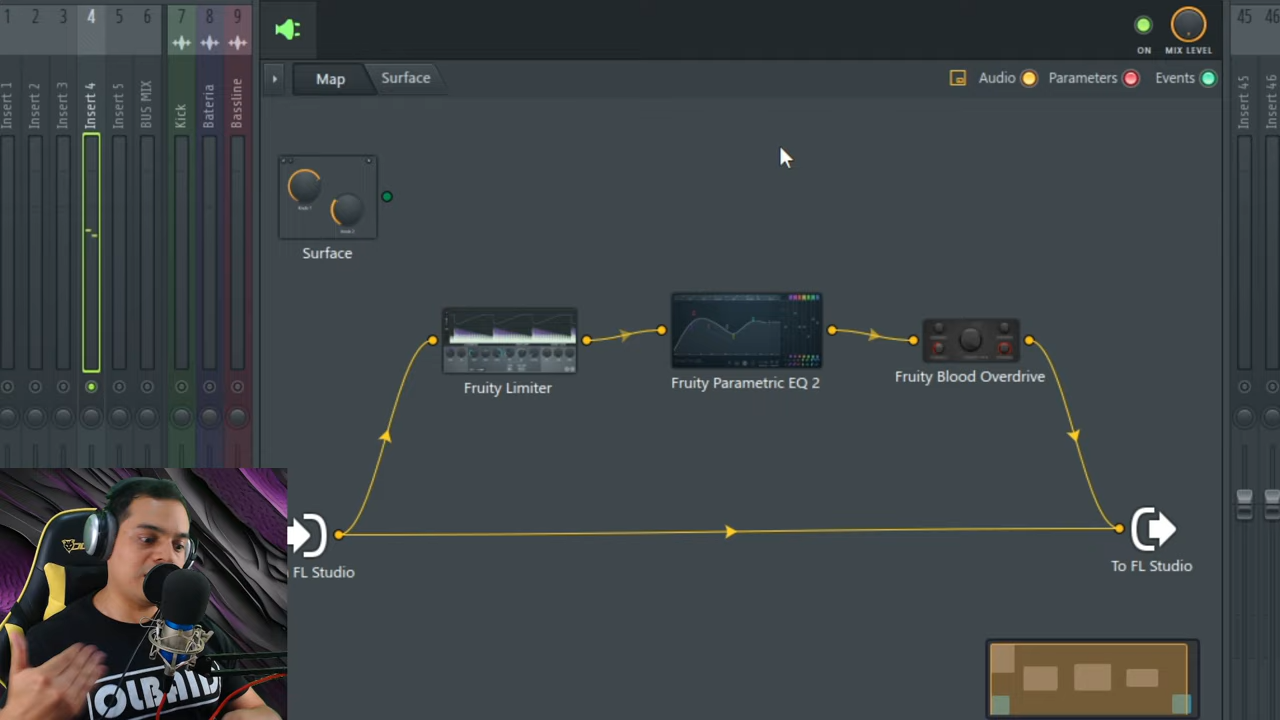 1 2 3 4 5 6 7 8 9
45 46
ON MIX LEVEL
Map Surface
Audio Parameters Events
Insert 1
Insert 2
Insert 3
Insert 4
Insert 5
BUS MIX
Kick
Bateria
Bassline
Insert 45
Insert 46
Surface
Fruity Limiter
Fruity Parametric EQ 2
Fruity Blood Overdrive
FL Studio
To FL Studio